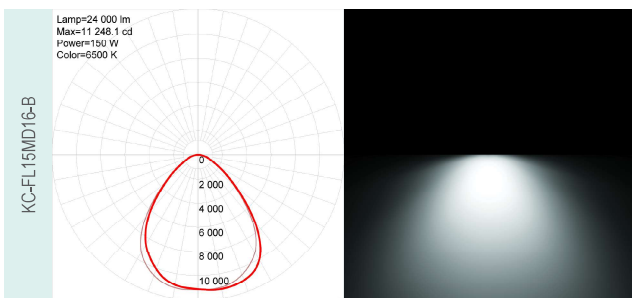 KC-FL15MD16-B
Lamp=24 000 lm
Max=11 248.1 cd
Power=150 W
Color=6500 K
0
2 000
4 000
6 000
8 000
10 000